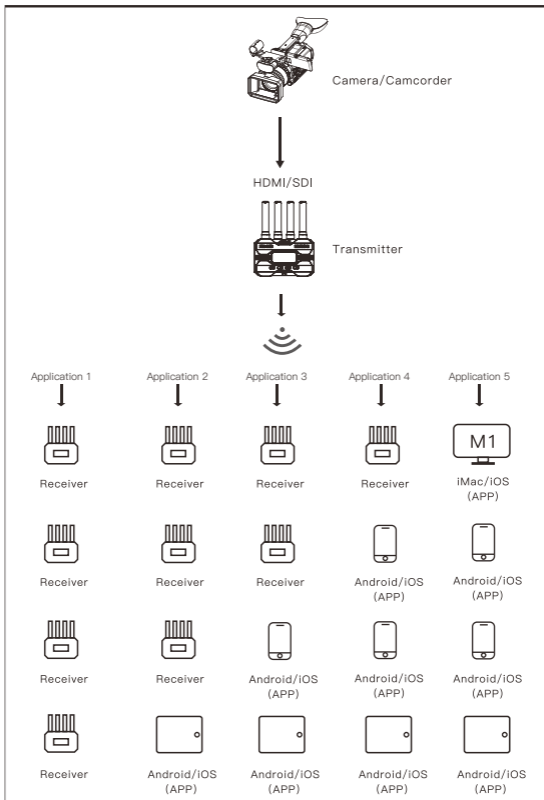 Camera/Camcorder
HDMI/SDI
Transmitter
Application 1 Application 2 Application 3 Application 4 Application 5
M1
Receiver Receiver Receiver Receiver iMac/iOS
(APP)
Receiver Receiver Receiver Android/iOS Android/iOS
(APP) (APP)
Receiver Receiver Android/iOS Android/iOS Android/iOS
(APP) (APP) (APP)
Receiver Android/iOS Android/iOS Android/iOS Android/iOS
(APP) (APP) (APP) (APP)